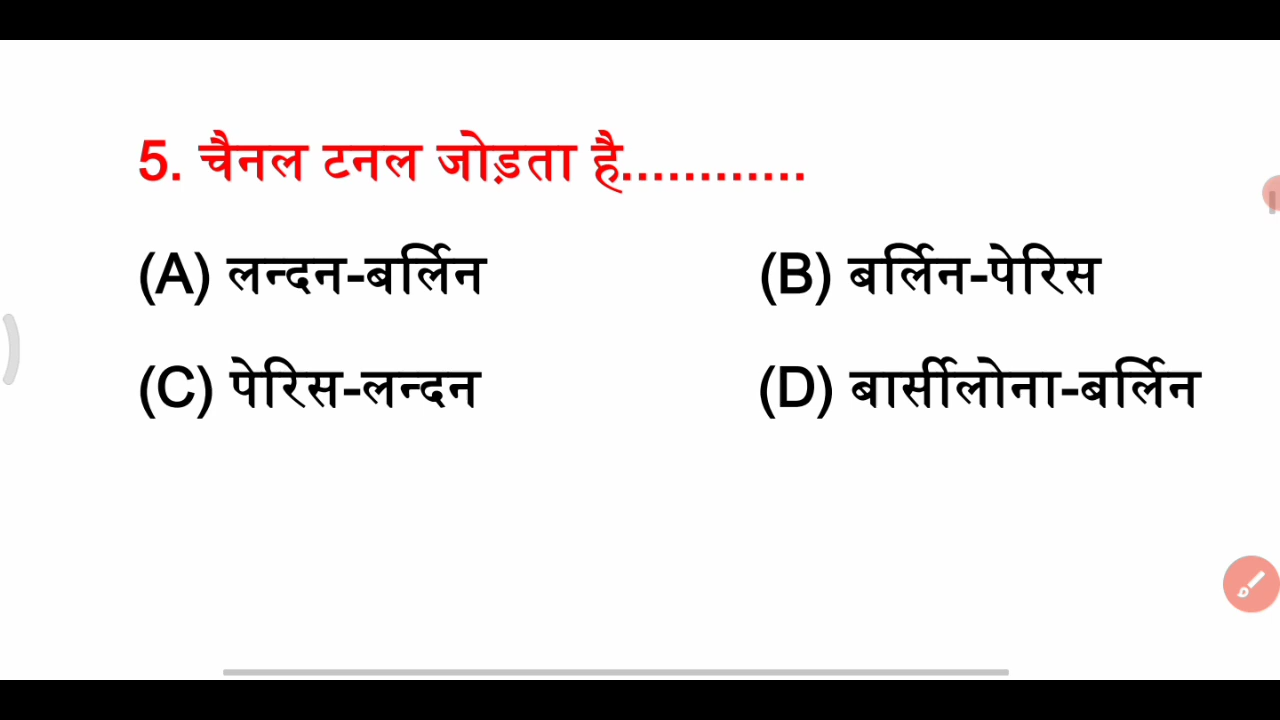 5. चैनल टनल जोड़ता है............
(A) लन्दन-बर्लिन (B) बर्लिन-पेरिस
(C) पेरिस-लन्दन (D) बार्सीलोना-बर्लिन